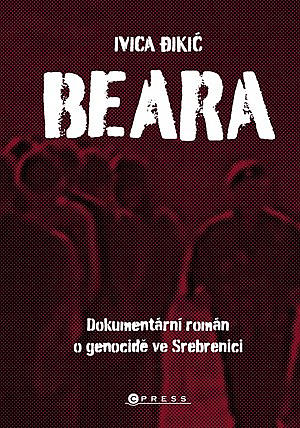 IVICA ĐIKIĆ
BEARA
Dokumentární román
o genocidě ve Srebrenici
CPRESS